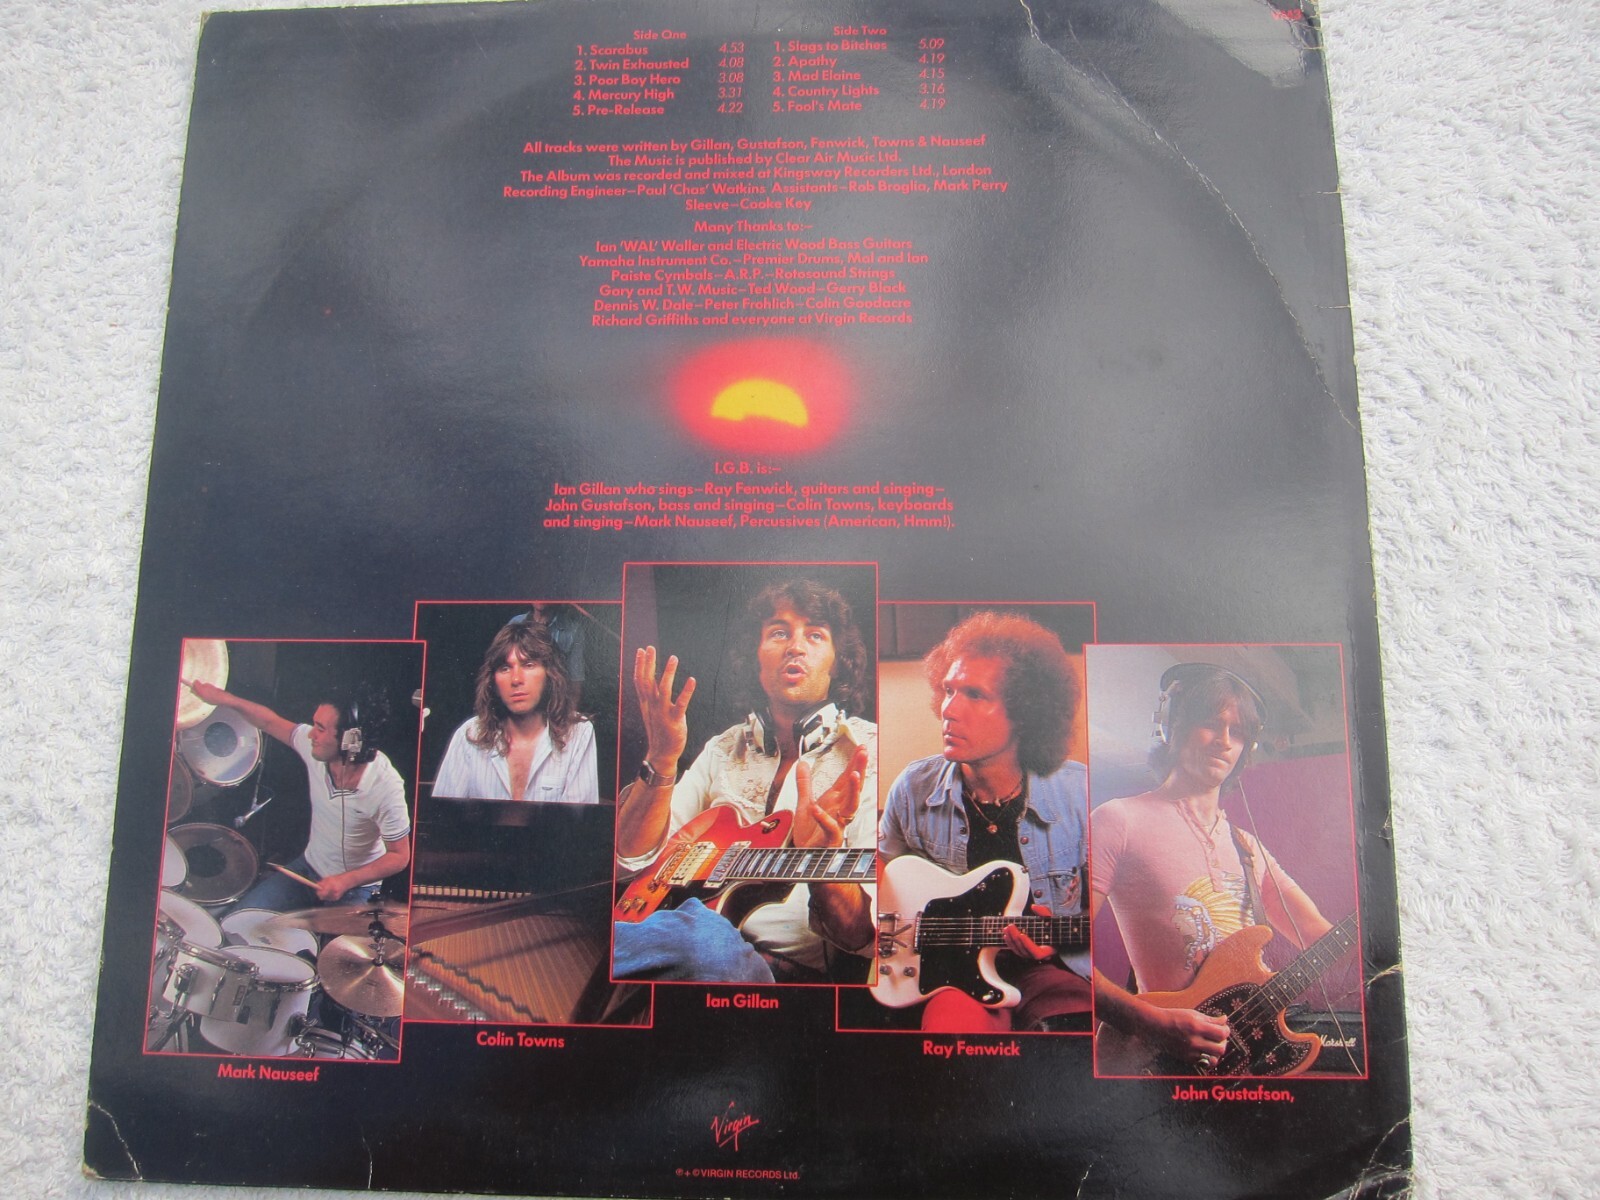 Side One
1. Scarabus 4.53
2. Twin Exhausted 4.08
3. Poor Boy Hero 3.08
4. Mercury High 3.31
5. Pre-Release 4.22
Side Two
1. Slags to Bitches 5.09
2. Apathy 4.19
3. Mad Elaine 4.15
4. Country Lights 3.16
5. Fool's Mate 4.19
All tracks were written by Gillan, Gustafson, Fenwick, Towns & Nauseef
The Music is published by Clear Air Music Ltd.
The Album was recorded and mixed at Kingsway Recorders Ltd., London
Recording Engineer–Paul 'Chas' Watkins Assistants–Rob Broglia, Mark Perry
Sleeve–Cooke Key
Many Thanks to:–
Ian 'WAL' Waller and Electric Wood Bass Guitars
Yamaha Instrument Co.–Premier Drums, Mal and Ian
Paiste Cymbals–A.R.P.–Rotosound Strings
Gary and T.W. Music–Ted Wood–Gerry Black
Dennis W. Dale–Peter Frohlich–Colin Goodacre
Richard Griffiths and everyone at Virgin Records
I.G.B. is:–
Ian Gillan who sings–Ray Fenwick, guitars and singing–
John Gustafson, bass and singing–Colin Towns, keyboards
and singing–Mark Nauseef, Percussives (American, Hmm!).
Marshall
Ian Gillan
Colin Towns
Ray Fenwick
Mark Nauseef
John Gustafson,
Virgin
℗ + © VIRGIN RECORDS Ltd.